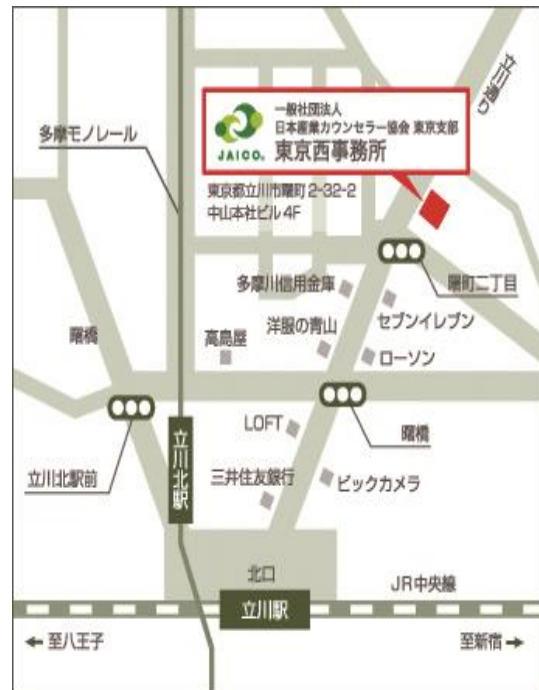 立川通り
一般社団法人
日本産業カウンセラー協会 東京支部
JAICO®
東京西事務所
多摩モノレール
東京都立川市曙町2-32-2
中山本社ビル4F
多摩川信用金庫
曙町二丁目
セブンイレブン
洋服の青山
高島屋
ローソン
曙橋
LOFT
曙橋
立川北駅前
立川北駅
三井住友銀行
ビックカメラ
北口
JR中央線
立川駅
← 至八王子
至新宿 →